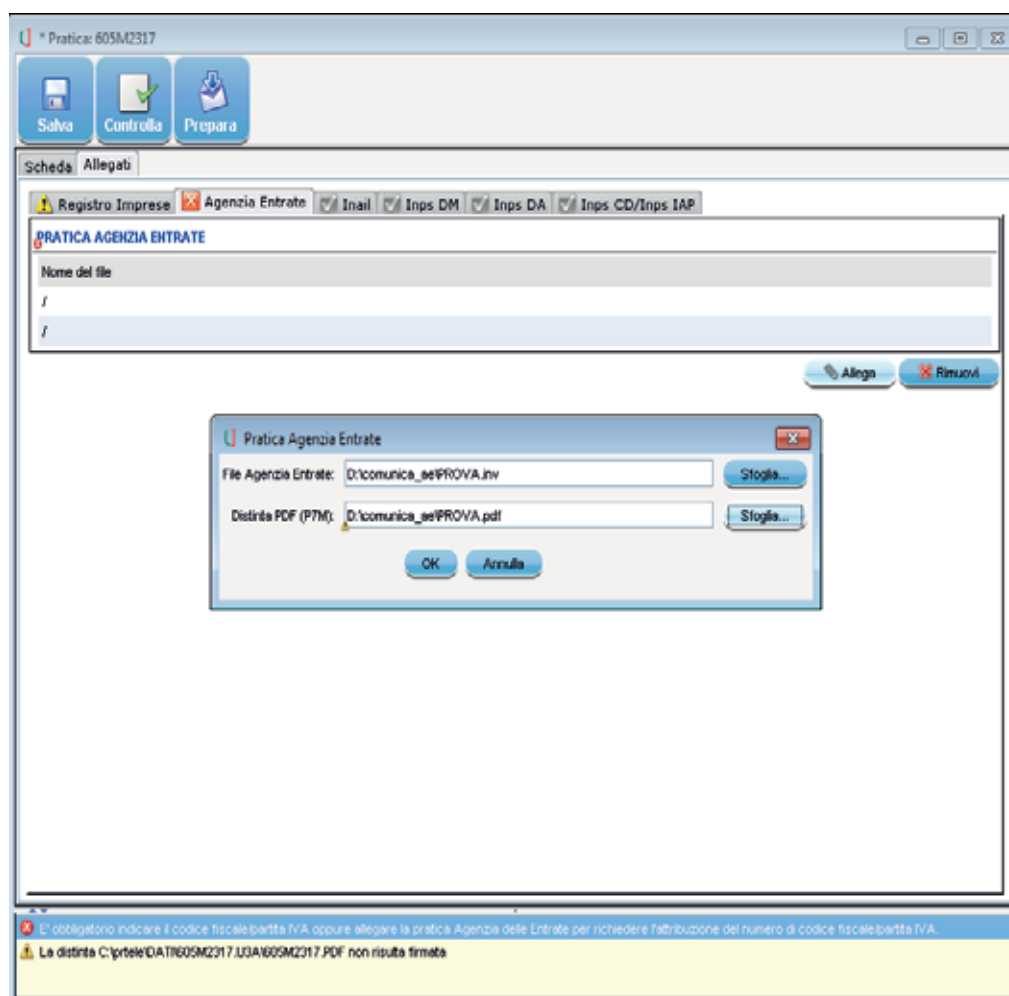 * Pratica: 605M2317
Salva Controlla Prepara
Scheda Allegati
Registro Imprese Agenzia Entrate Inail Inps DM Inps DA Inps CD/Inps IAP
PRATICA AGENZIA ENTRATE
Nome del file
/
/
Allega Rimuovi
Pratica Agenzia Entrate
File Agenzia Entrate: D:\comunica_ae\PROVA.inv Sfoglia...
Distinta PDF (P7M): D:\comunica_ae\PROVA.pdf Sfoglia...
OK Annulla
E' obbligatorio indicare il codice fiscale/partita IVA oppure allegare la pratica Agenzia delle Entrate per richiedere l'attribuzione del numero di codice fiscale/partita IVA.
La distinta C:\prtele\DATI\605M2317.U3A\605M2317.PDF non risulta firmata